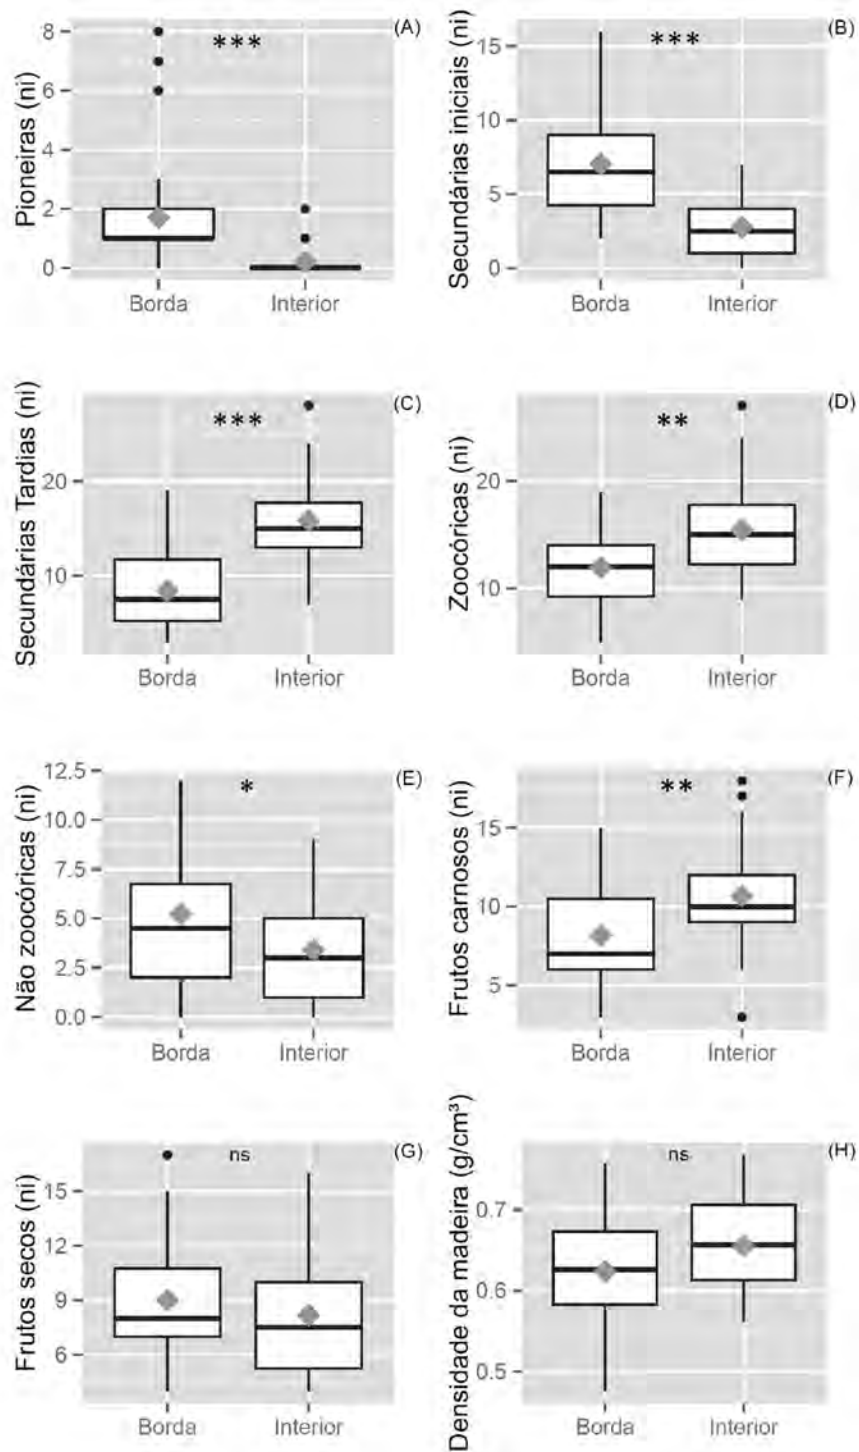 (A)
***
Pioneiras (ni)
8
6
4
2
0
Borda
Interior
(B)
***
Secundárias iniciais (ni)
15
10
5
0
Borda
Interior
(C)
***
Secundárias Tardias (ni)
20
10
Borda
Interior
(D)
**
Zoocóricas (ni)
20
10
Borda
Interior
(E)
*
Não zoocóricas (ni)
12.5
10.0
7.5
5.0
2.5
0.0
Borda
Interior
(F)
**
Frutos carnosos (ni)
15
10
5
Borda
Interior
(G)
ns
Frutos secos (ni)
15
12
9
6
Borda
Interior
(H)
ns
Densidade da madeira (g/cm³)
0.7
0.6
0.5
Borda
Interior